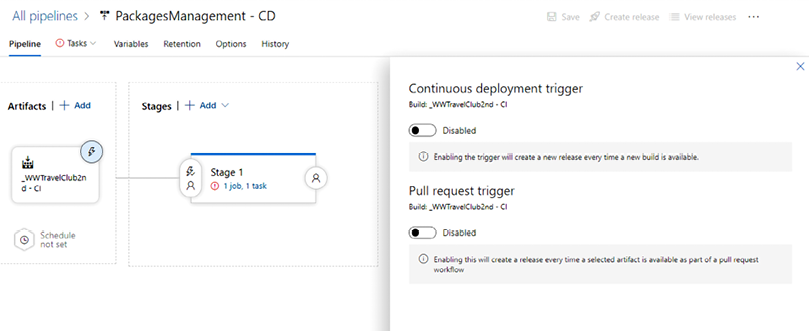 All pipelines > PackagesManagement - CD
Save Create release View releases ...
Pipeline Tasks Variables Retention Options History
Artifacts | + Add
Stages | + Add
_WWTravelClub2n
d - CI
Schedule
not set
Stage 1
1 job, 1 task
Continuous deployment trigger
Build: _WWTravelClub2nd - CI
Disabled
Enabling the trigger will create a new release every time a new build is available.
Pull request trigger
Build: _WWTravelClub2nd - CI
Disabled
Enabling this will create a release every time a selected artifact is available as part of a pull request
workflow